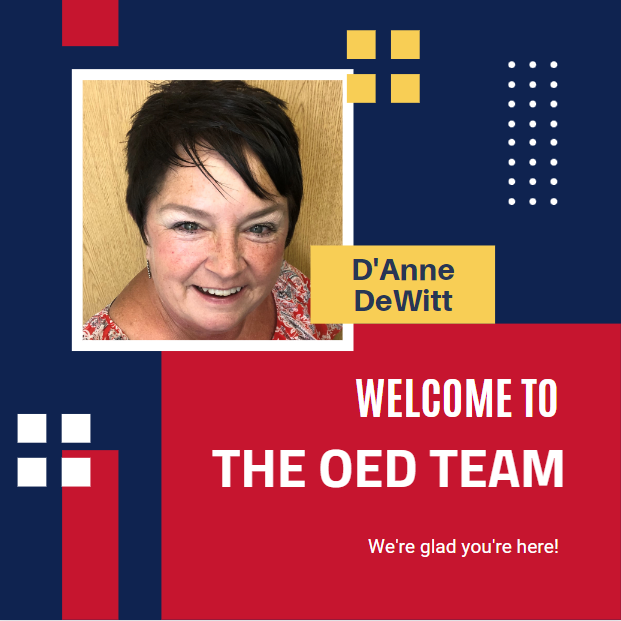 D'Anne
DeWitt
WELCOME TO
THE OED TEAM
We're glad you're here!